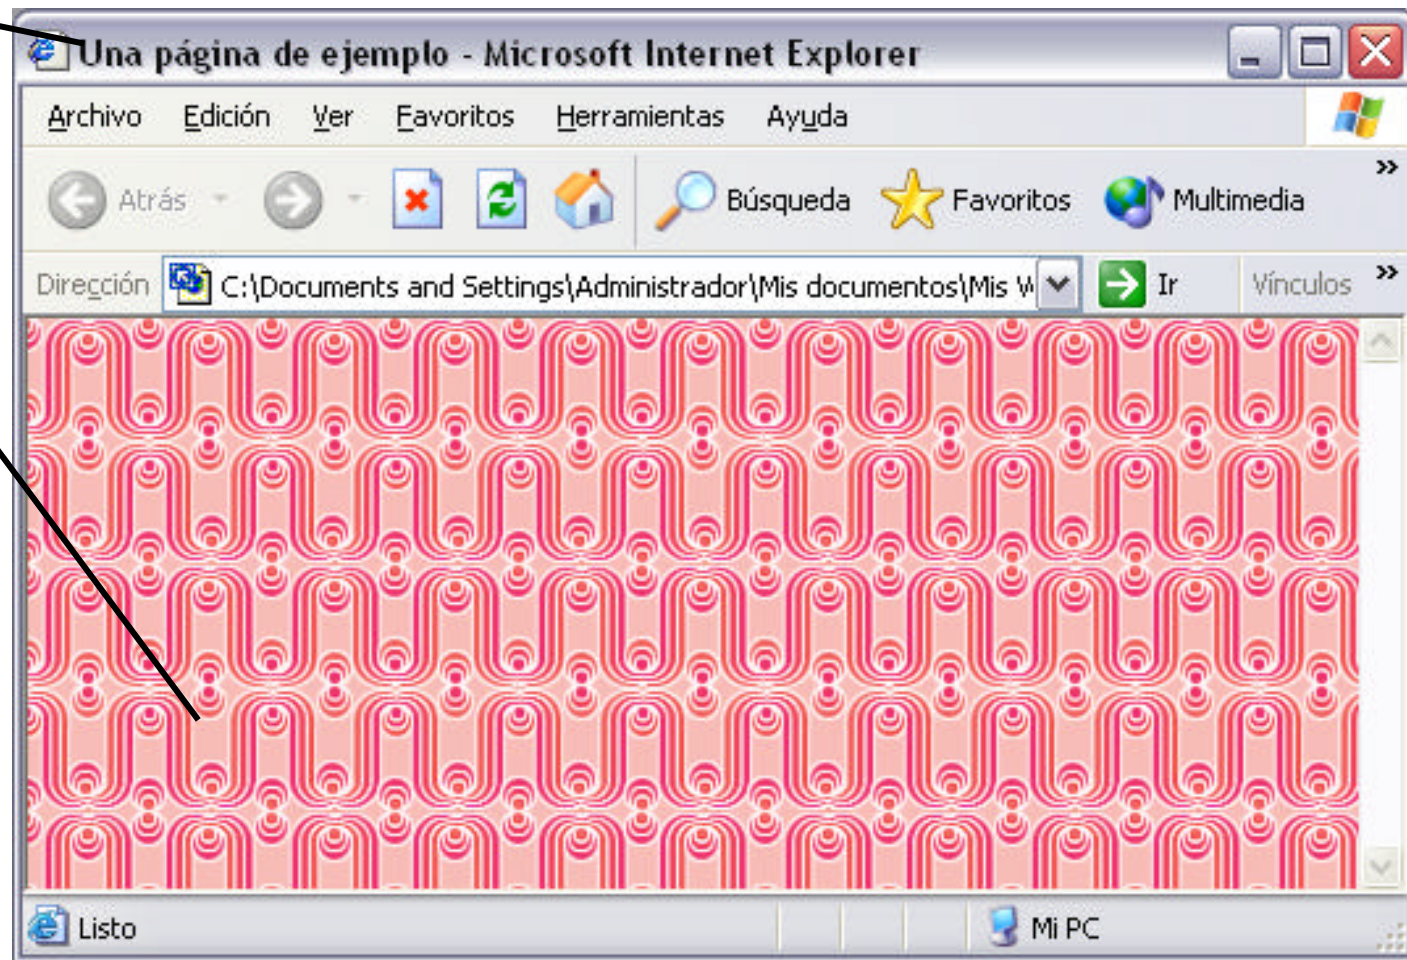 Una página de ejemplo - Microsoft Internet Explorer
Archivo Edición Ver Favoritos Herramientas Ayuda
Atrás Búsqueda Favoritos Multimedia »
Dirección C:\Documents and Settings\Administrador\Mis documentos\Mis Ir Vínculos »
Listo Mi PC